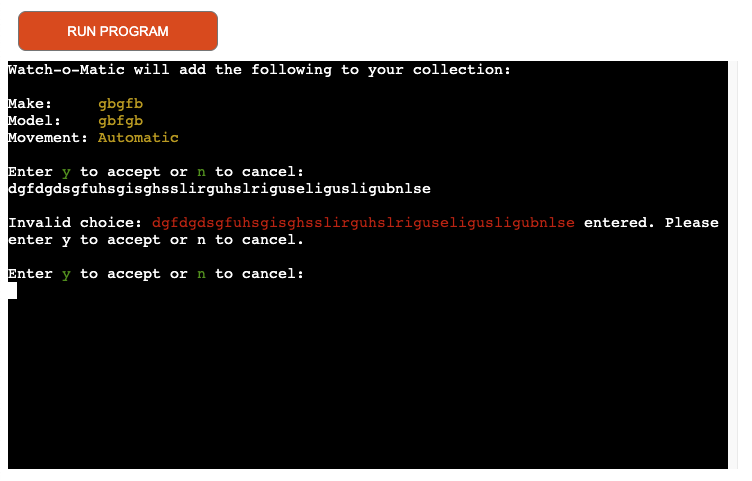 RUN PROGRAM
Watch-o-Matic will add the following to your collection:
Make: gbgfb
Model: gbfgb
Movement: Automatic
Enter y to accept or n to cancel:
dgfdgdsgfuhsgisghsslirguhslriguseligusligubnlse
Invalid choice: dgfdgdsgfuhsgisghsslirguhslriguseligusligubnlse entered. Please
enter y to accept or n to cancel.
Enter y to accept or n to cancel: